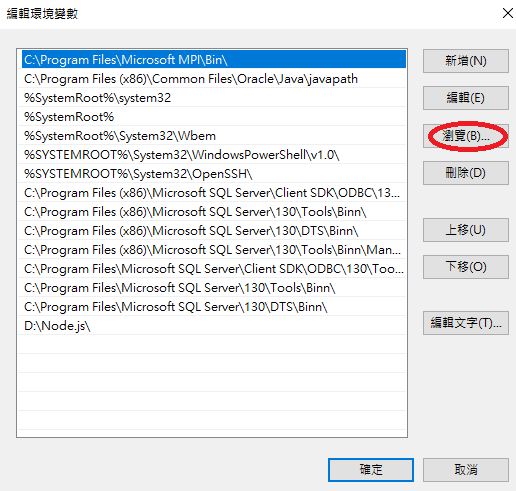 編輯環境變數
C:\Program Files\Microsoft MPI\Bin\
C:\Program Files (x86)\Common Files\Oracle\Java\javapath
%SystemRoot%\system32
%SystemRoot%
%SystemRoot%\System32\Wbem
%SYSTEMROOT%\System32\WindowsPowerShell\v1.0\
%SYSTEMROOT%\System32\OpenSSH\
C:\Program Files (x86)\Microsoft SQL Server\Client SDK\ODBC\13...
C:\Program Files (x86)\Microsoft SQL Server\130\Tools\Binn\
C:\Program Files (x86)\Microsoft SQL Server\130\DTS\Binn\
C:\Program Files (x86)\Microsoft SQL Server\130\Tools\Binn\Man...
C:\Program Files\Microsoft SQL Server\Client SDK\ODBC\130\Too...
C:\Program Files\Microsoft SQL Server\130\Tools\Binn\
C:\Program Files\Microsoft SQL Server\130\DTS\Binn\
D:\Node.js\
新增(N)
編輯(E)
瀏覽(B)...
刪除(D)
上移(U)
下移(O)
編輯文字(T)...
確定
取消